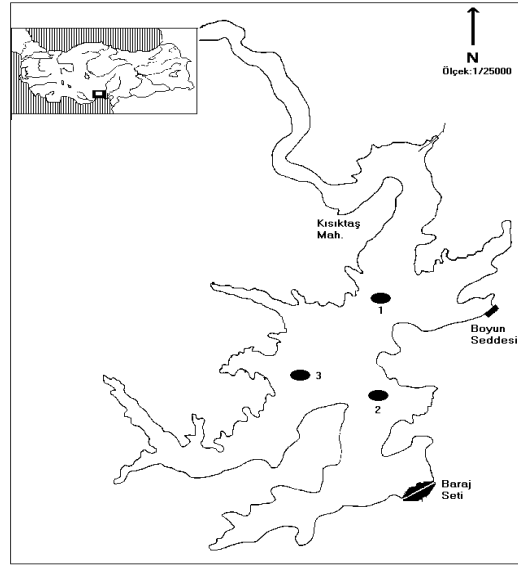 N
Ölçek:1/25000
Kısıktaş
Mah.
1
Boyun
Seddesi
3
2
Baraj
Seti